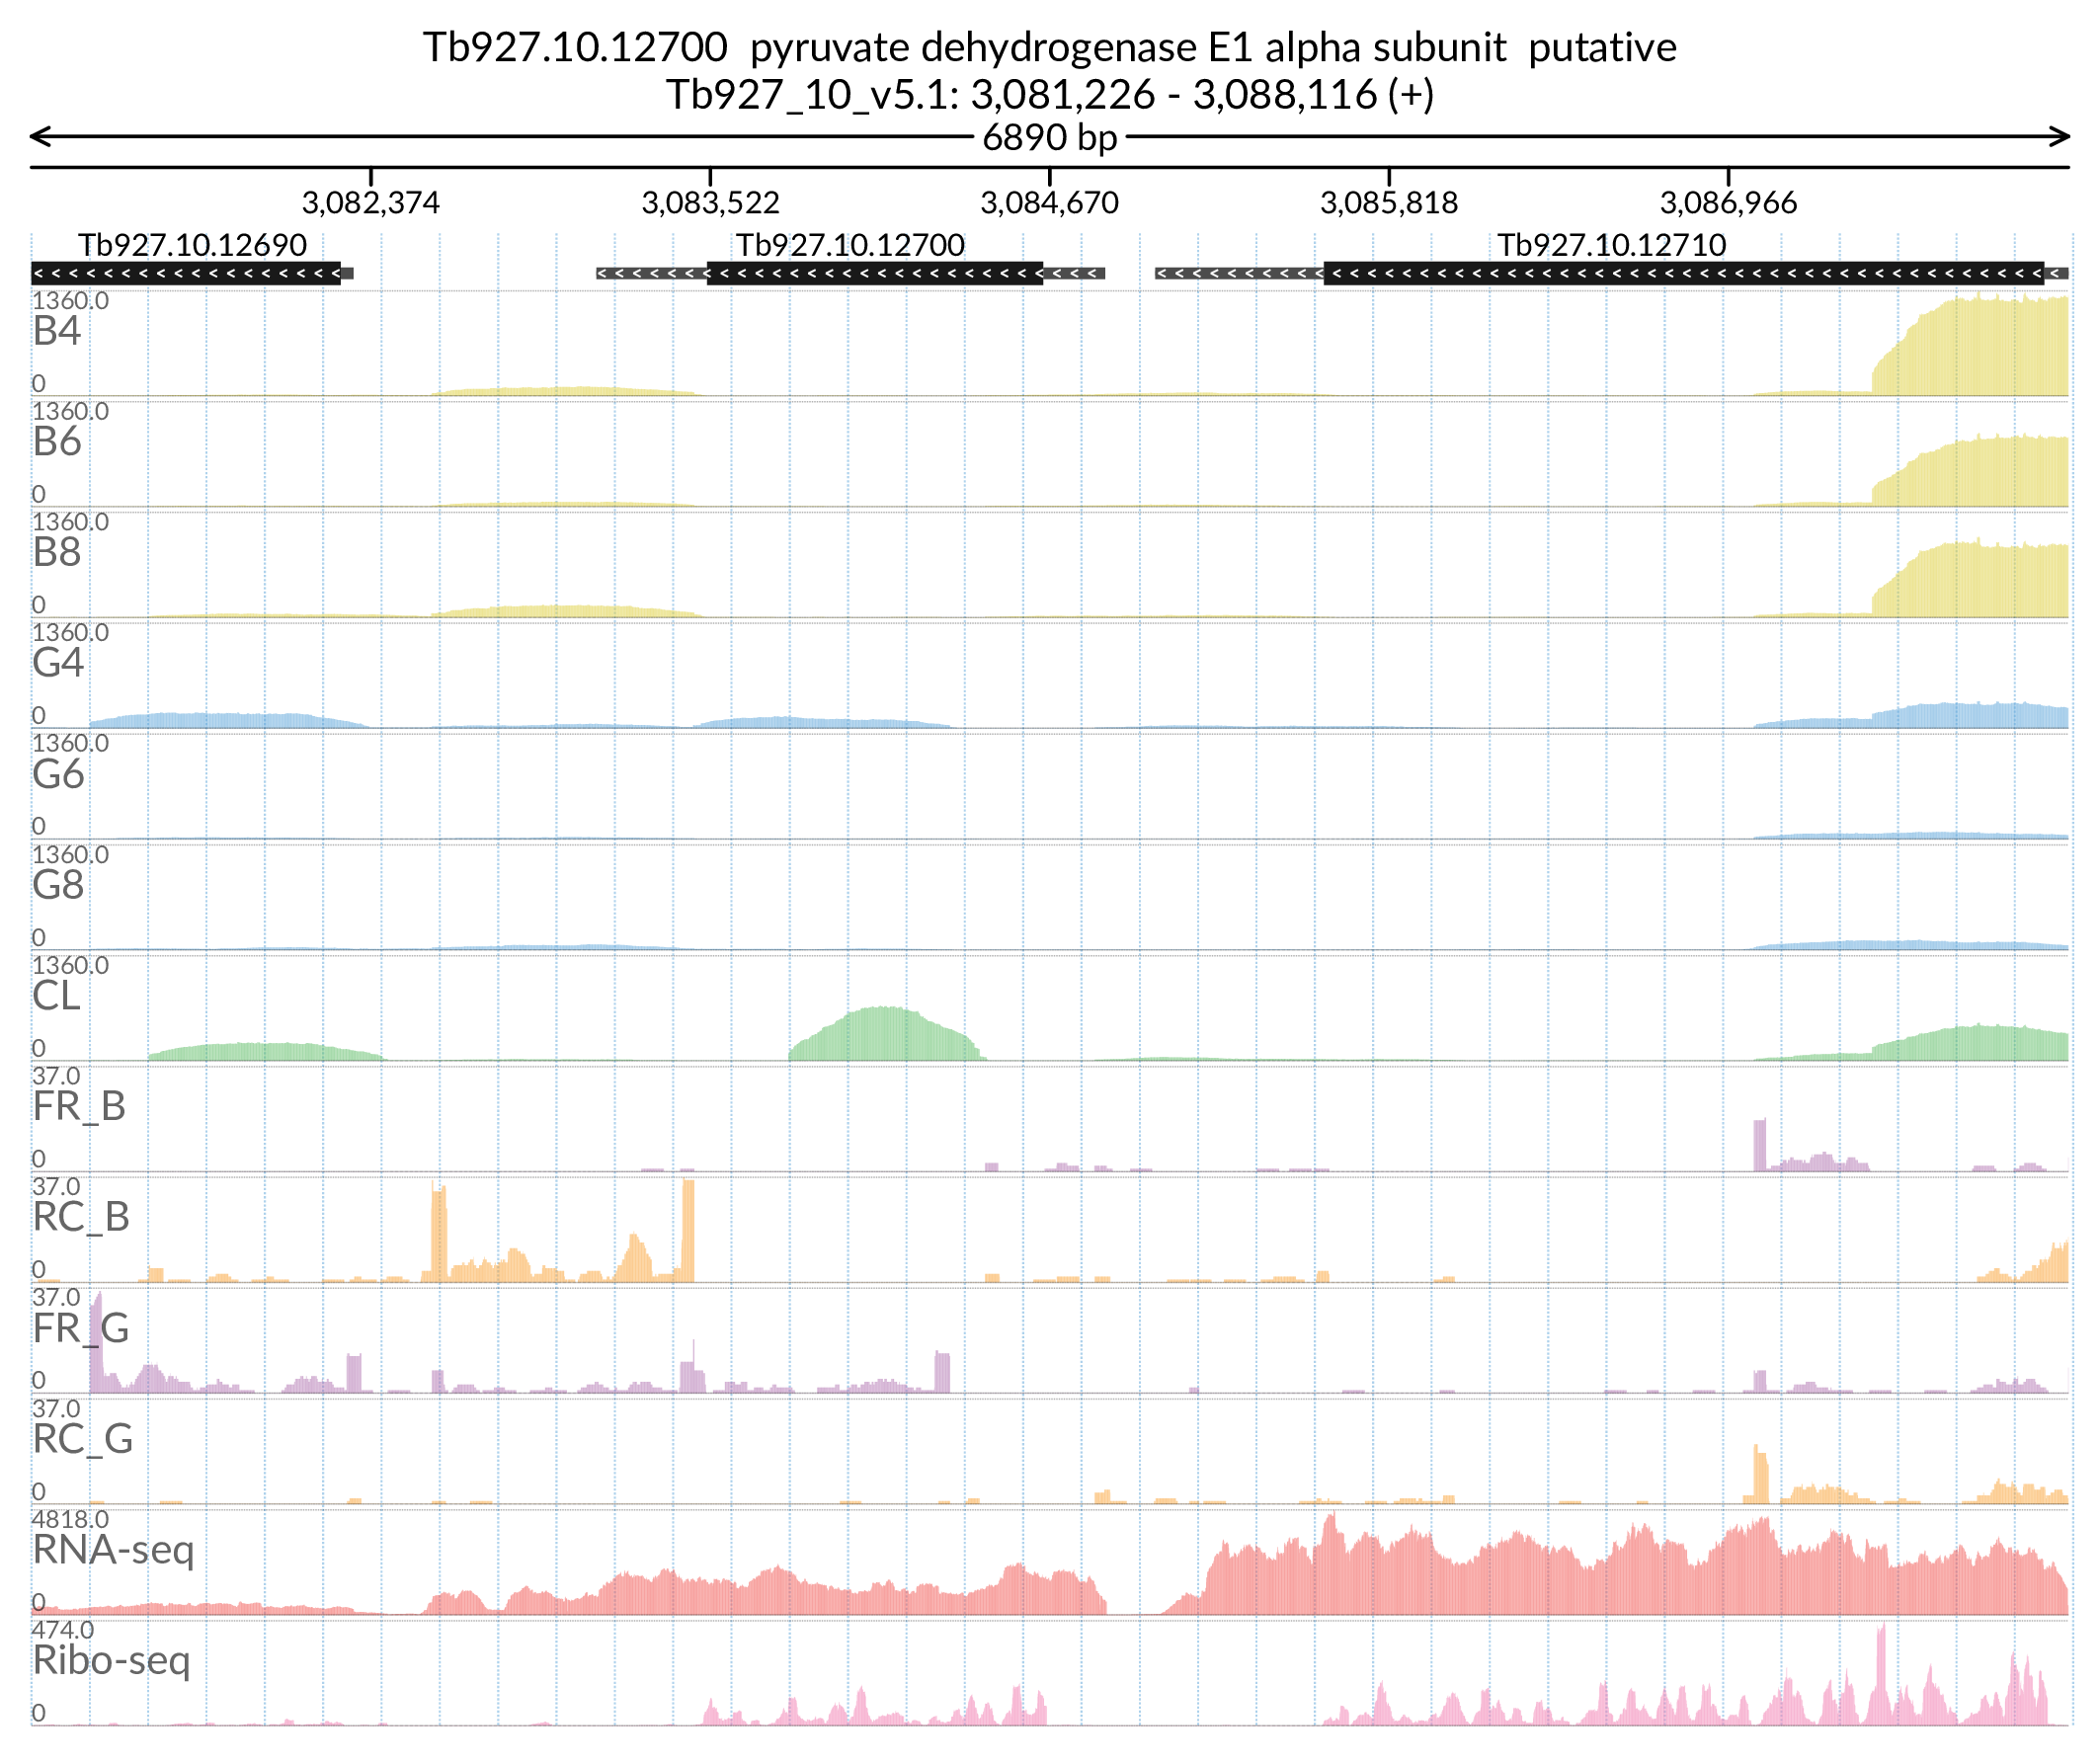 Tb927.10.12700  pyruvate dehydrogenase E1 alpha subunit  putative
Tb927_10_v5.1: 3,081,226 - 3,088,116 (+)
6890 bp
3,082,374 3,083,522 3,084,670 3,085,818 3,086,966
Tb927.10.12690 Tb927.10.12700 Tb927.10.12710
1360.0
B4
0
1360.0
B6
0
1360.0
B8
0
1360.0
G4
0
1360.0
G6
0
1360.0
G8
0
1360.0
CL
0
37.0
FR_B
0
37.0
RC_B
0
37.0
FR_G
0
37.0
RC_G
0
4818.0
RNA-seq
0
474.0
Ribo-seq
0